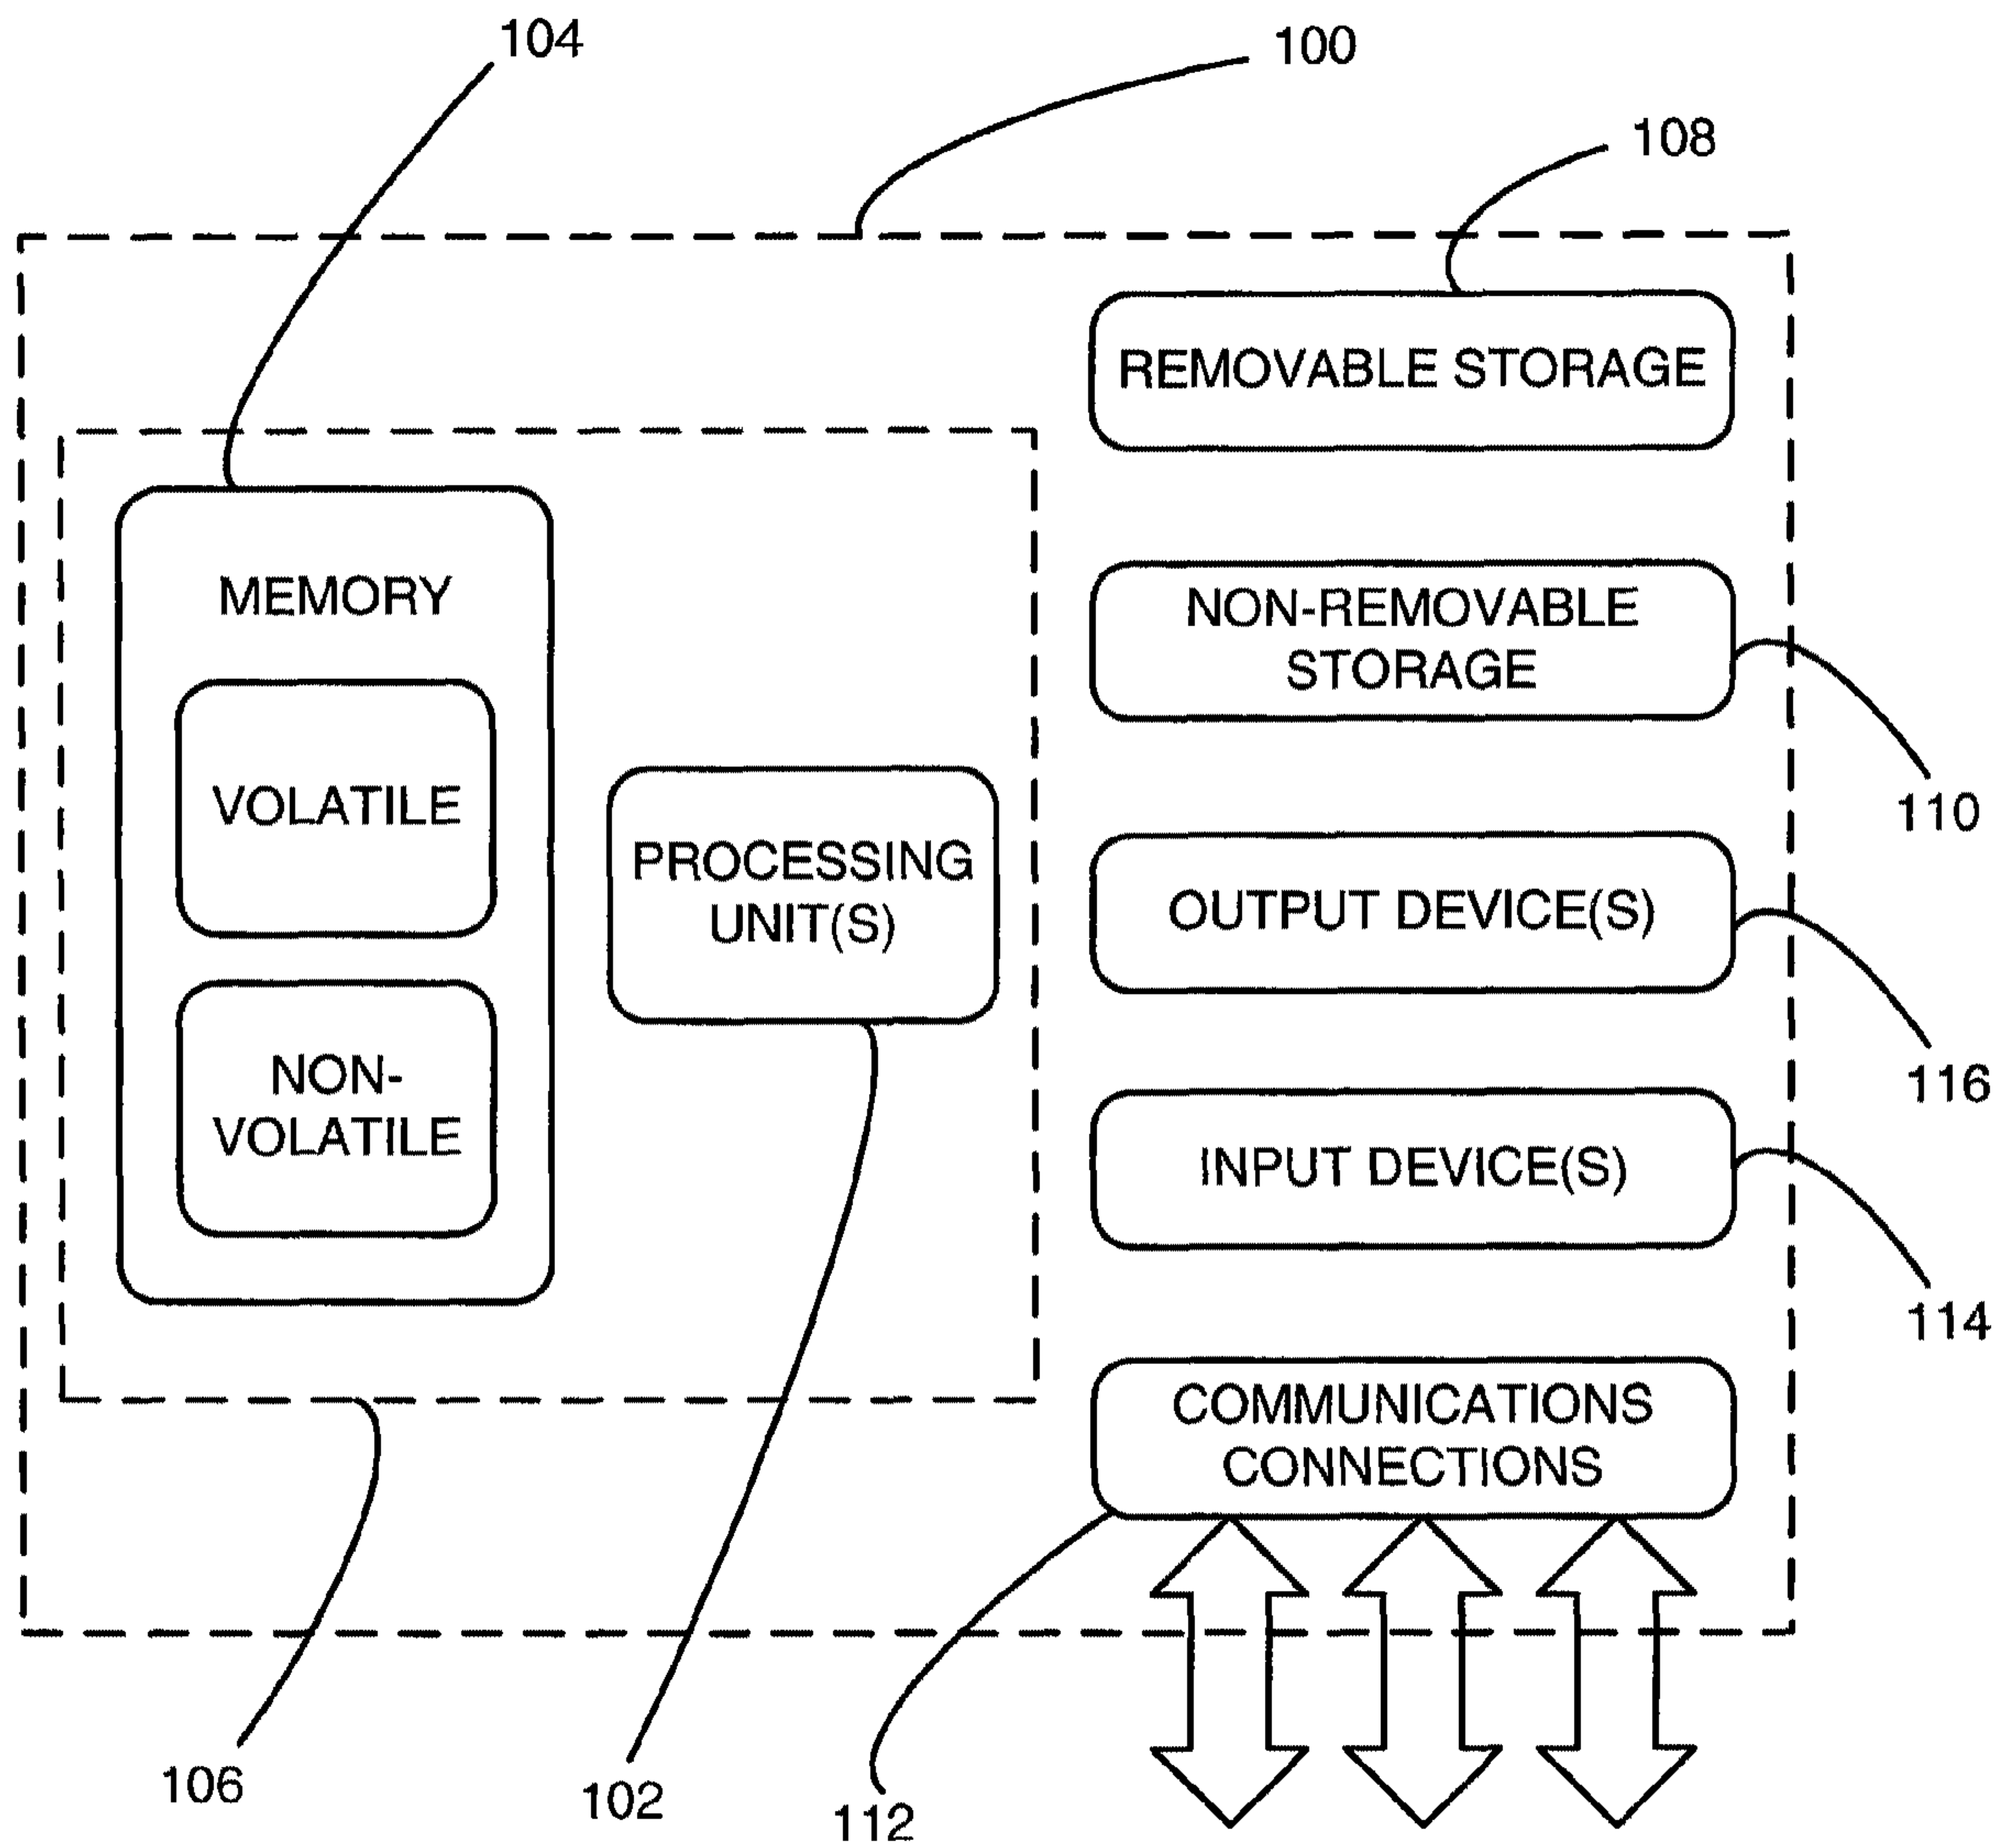 104
100
108
REMOVABLE STORAGE
MEMORY
NON-REMOVABLE
STORAGE
110
VOLATILE
PROCESSING
UNIT(S)
OUTPUT DEVICE(S)
116
NON-
VOLATILE
INPUT DEVICE(S)
114
COMMUNICATIONS
CONNECTIONS
106
102
112